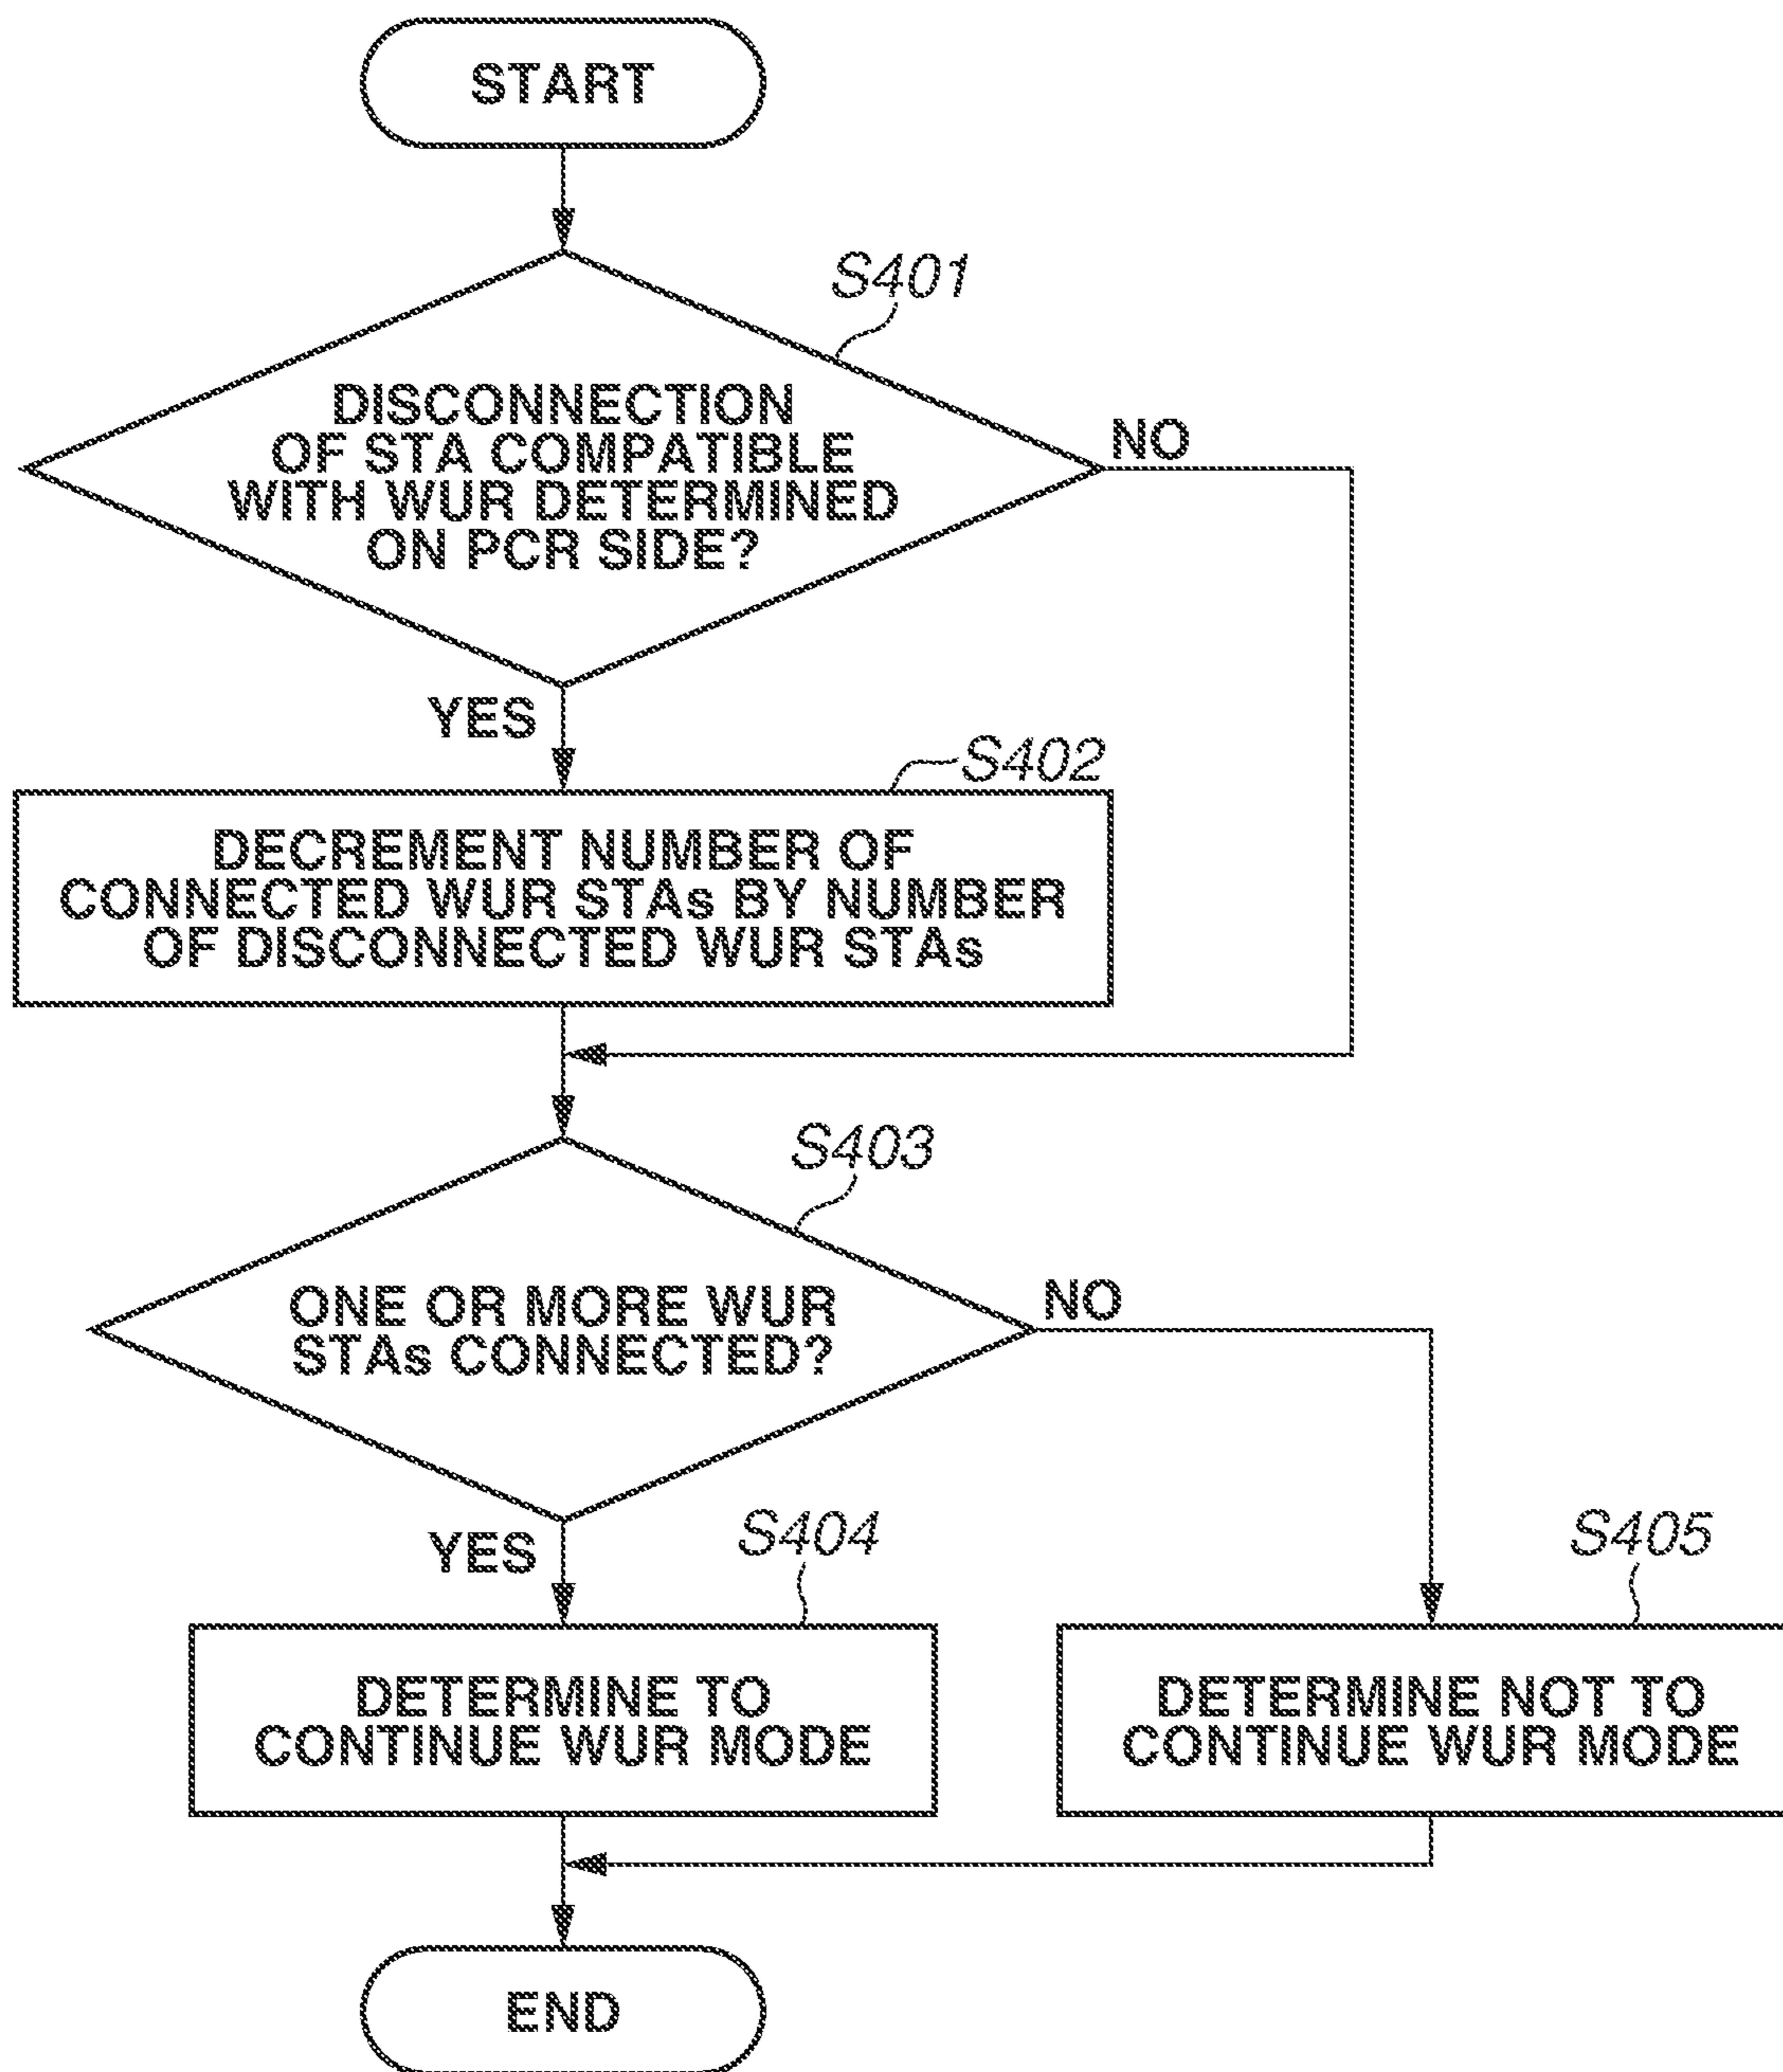 START
S401
DISCONNECTION
OF STA COMPATIBLE
WITH WUR DETERMINED
ON PCR SIDE?
NO
YES
S402
DECREMENT NUMBER OF
CONNECTED WUR STAs BY NUMBER
OF DISCONNECTED WUR STAs
S403
ONE OR MORE WUR
STAs CONNECTED?
NO
YES
S404
DETERMINE TO
CONTINUE WUR MODE
S405
DETERMINE NOT TO
CONTINUE WUR MODE
END